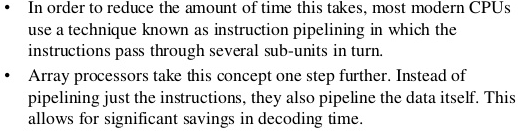 • In order to reduce the amount of time this takes, most modern CPUs
use a technique known as instruction pipelining in which the
instructions pass through several sub-units in turn.
• Array processors take this concept one step further. Instead of
pipelining just the instructions, they also pipeline the data itself. This
allows for significant savings in decoding time.